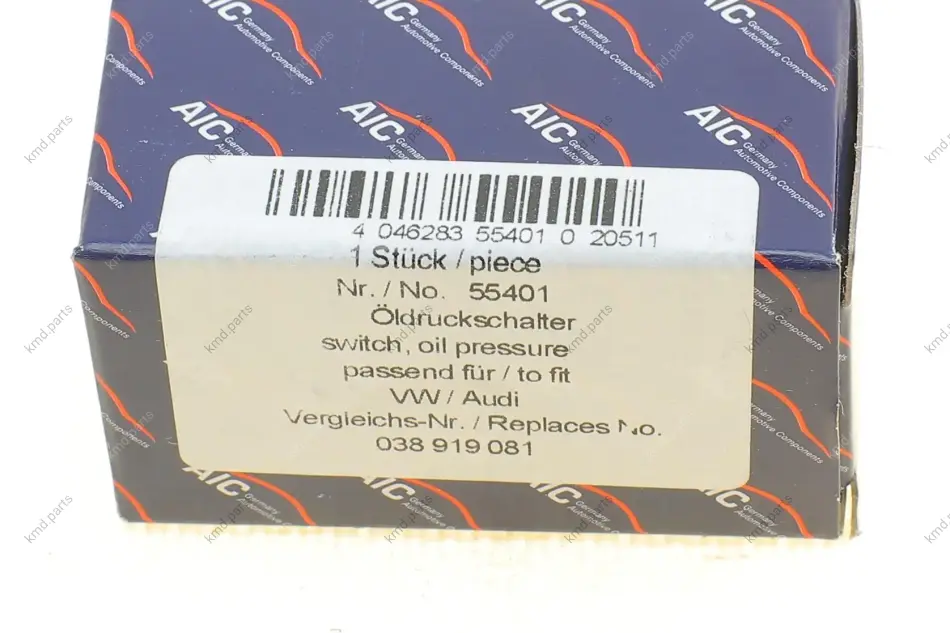 AIC Germany Automotive Components
4 046283 55401 0 20511
1 Stück / piece
Nr. / No. 55401
Öldruckschalter
switch, oil pressure
passend für / to fit
VW / Audi
Vergleichs-Nr. / Replaces No.
038 919 081
kmd.parts